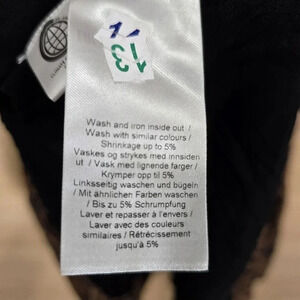 13
Wash and iron inside out /
Wash with similar colours /
Shrinkage up to 5%
Vaskes og strykes med innsiden
ut / Vask med lignende farger /
Krymper opp til 5%
Linksseitig waschen und bügeln
/ Mit ähnlichen Farben waschen
/ Bis zu 5% Schrumpfung
Laver et repasser à l'envers /
Laver avec des couleurs
similaires / Rétrécissement
jusqu'à 5%